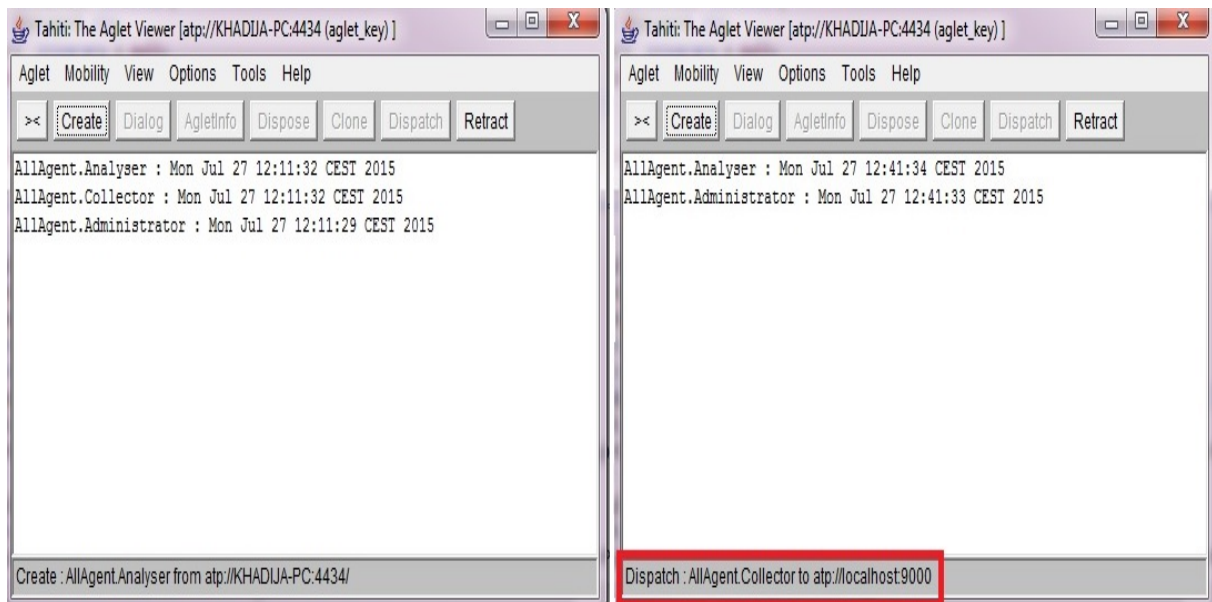 Tahiti: The Aglet Viewer [atp://KHADIJA-PC:4434 (aglet_key) ]
Aglet Mobility View Options Tools Help
>< Create Dialog AgletInfo Dispose Clone Dispatch Retract
AllAgent.Analyser : Mon Jul 27 12:11:32 CEST 2015
AllAgent.Collector : Mon Jul 27 12:11:32 CEST 2015
AllAgent.Administrator : Mon Jul 27 12:11:29 CEST 2015
Create : AllAgent.Analyser from atp://KHADIJA-PC:4434/
Tahiti: The Aglet Viewer [atp://KHADIJA-PC:4434 (aglet_key) ]
Aglet Mobility View Options Tools Help
>< Create Dialog AgletInfo Dispose Clone Dispatch Retract
AllAgent.Analyser : Mon Jul 27 12:41:34 CEST 2015
AllAgent.Administrator : Mon Jul 27 12:41:33 CEST 2015
Dispatch : AllAgent.Collector to atp://localhost:9000